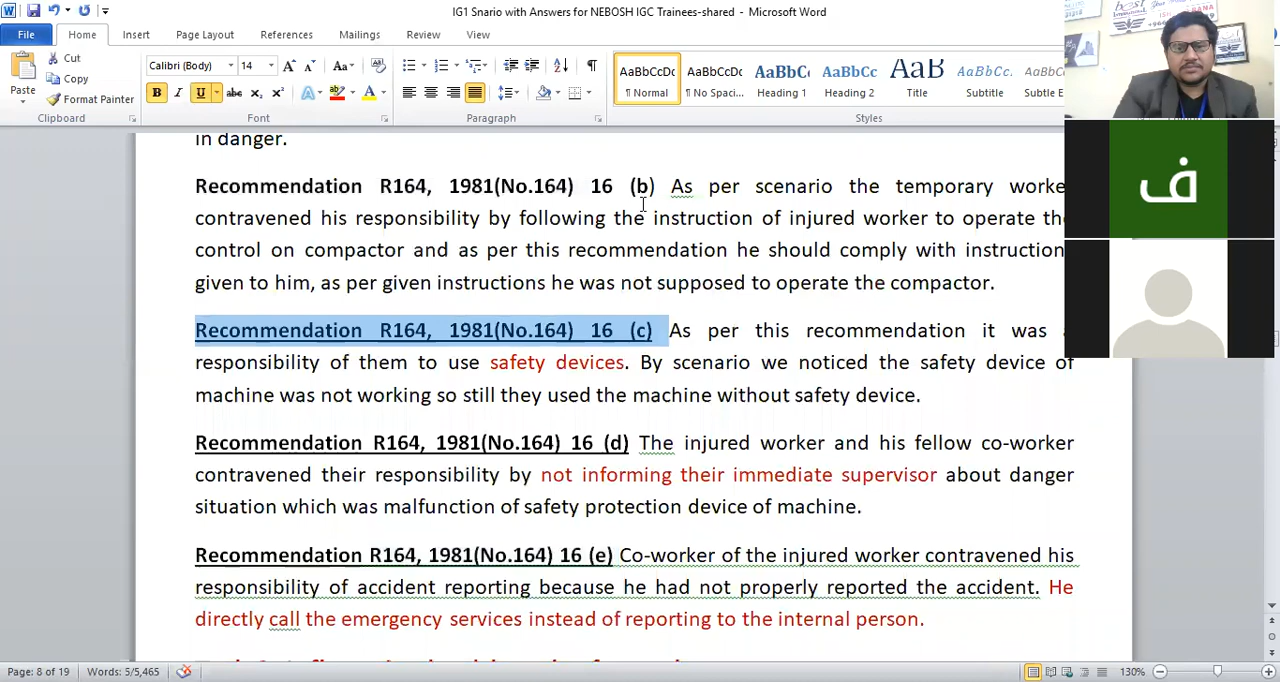 IG1 Snario with Answers for NEBOSH IGC Trainees-shared - Microsoft Word
File Home Insert Page Layout References Mailings Review View
Paste Cut Copy Format Painter
Calibri (Body) 14
AaBbCcDc AaBbCcDc AaBbC AaBbCc AaB AaBbCc. AaBbCcD
¶ Normal ¶ No Spaci... Heading 1 Heading 2 Title Subtitle Subtle E
Clipboard Font Paragraph Styles
in danger.
Recommendation R164, 1981(No.164) 16 (b) As per scenario the temporary worke
contravened his responsibility by following the instruction of injured worker to operate th
control on compactor and as per this recommendation he should comply with instruction
given to him, as per given instructions he was not supposed to operate the compactor.
Recommendation R164, 1981(No.164) 16 (c) As per this recommendation it was
responsibility of them to use safety devices. By scenario we noticed the safety device of
machine was not working so still they used the machine without safety device.
Recommendation R164, 1981(No.164) 16 (d) The injured worker and his fellow co-worker
contravened their responsibility by not informing their immediate supervisor about danger
situation which was malfunction of safety protection device of machine.
Recommendation R164, 1981(No.164) 16 (e) Co-worker of the injured worker contravened his
responsibility of accident reporting because he had not properly reported the accident. He
directly call the emergency services instead of reporting to the internal person.
ف
Page: 8 of 19 Words: 5/5,465 130%